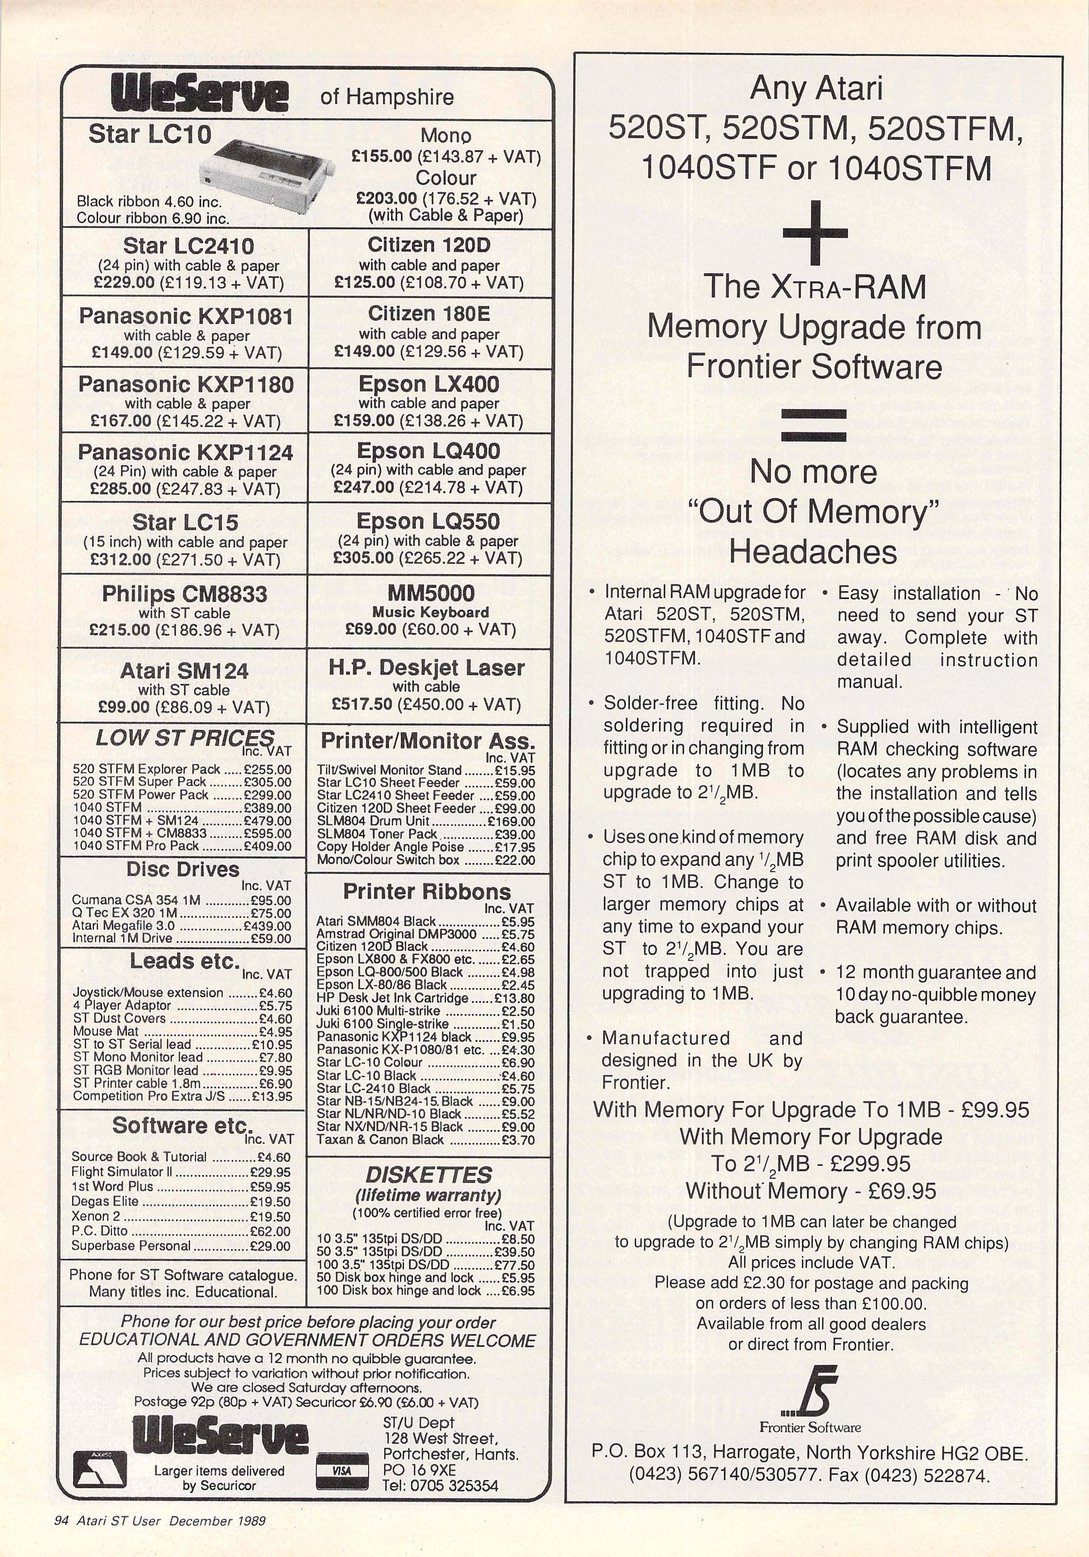 WeServe of Hampshire
Star LC10
Black ribbon 4.60 inc.
Colour ribbon 6.90 inc.
Mono
£155.00 (£143.87 + VAT)
Colour
£203.00 (176.52 + VAT)
(with Cable & Paper)
Star LC2410
(24 pin) with cable & paper
£229.00 (£119.13 + VAT)
Citizen 120D
with cable and paper
£125.00 (£108.70 + VAT)
Panasonic KXP1081
with cable & paper
£149.00 (£129.59 + VAT)
Citizen 180E
with cable and paper
£149.00 (£129.56 + VAT)
Panasonic KXP1180
with cable & paper
£167.00 (£145.22 + VAT)
Epson LX400
with cable and paper
£159.00 (£138.26 + VAT)
Panasonic KXP1124
(24 Pin) with cable & paper
£285.00 (£247.83 + VAT)
Epson LQ400
(24 pin) with cable and paper
£247.00 (£214.78 + VAT)
Star LC15
(15 inch) with cable and paper
£312.00 (£271.50 + VAT)
Epson LQ550
(24 pin) with cable & paper
£305.00 (£265.22 + VAT)
Philips CM8833
with ST cable
£215.00 (£186.96 + VAT)
MM5000
Music Keyboard
£69.00 (£60.00 + VAT)
Atari SM124
with ST cable
£99.00 (£86.09 + VAT)
H.P. Deskjet Laser
with cable
£517.50 (£450.00 + VAT)
LOW ST PRICES
Inc. VAT
520 STFM Explorer Pack .....£255.00
520 STFM Super Pack .........£305.00
520 STFM Power Pack ........£299.00
1040 STFM ..........................£389.00
1040 STFM + SM124 ...........£479.00
1040 STFM + CM8833.........£595.00
1040 STFM Pro Pack ...........£409.00
Disc Drives
Inc. VAT
Cumana CSA 354 1M ............£95.00
Q Tec EX 320 1M...................£75.00
Atari Megafile 3.0 .................£439.00
Internal 1M Drive ...................£59.00
Leads etc.
Inc. VAT
Joystick/Mouse extension ........£4.60
4 Player Adaptor .....................£5.75
ST Dust Covers .......................£4.60
Mouse Mat ..............................£4.95
ST to ST Serial lead ...............£10.95
ST Mono Monitor lead .............£7.80
ST RGB Monitor lead ..............£9.95
ST Printer cable 1.8m..............£6.90
Competition Pro Extra J/S ......£13.95
Software etc.
Inc. VAT
Source Book & Tutorial ...........£4.60
Flight Simulator II ...................£29.95
1st Word Plus ........................£59.95
Degas Elite ............................£19.50
Xenon 2 .................................£19.50
P.C. Ditto ...............................£62.00
Superbase Personal ..............£29.00
Phone for ST Software catalogue.
Many titles inc. Educational.
Printer/Monitor Ass.
Inc. VAT
Tilt/Swivel Monitor Stand ........£15.95
Star LC10 Sheet Feeder ........£59.00
Star LC2410 Sheet Feeder ....£59.00
Citizen 120D Sheet Feeder ....£99.00
SLM804 Drum Unit...............£169.00
SLM804 Toner Pack..............£39.00
Copy Holder Angle Poise ......£17.95
Mono/Colour Switch box ........£22.00
Printer Ribbons
Inc. VAT
Atari SMM804 Black.................£5.95
Amstrad Original DMP3000 .....£5.75
Citizen 120D Black...................£4.60
Epson LX800 & FX800 etc. ......£2.65
Epson LQ-800/500 Black .........£4.98
Epson LX-80/86 Black..............£2.45
HP Desk Jet Ink Cartridge......£13.80
Juki 6100 Multi-strike ...............£2.50
Juki 6100 Single-strike .............£1.50
Panasonic KXP1124 black .......£9.95
Panasonic KX-P1080/81 etc. ...£4.30
Star LC-10 Colour ....................£6.90
Star LC-10 Black ......................£4.60
Star LC-2410 Black ..................£5.75
Star NB-15/NB24-15 Black ......£9.00
Star NL/NR/ND-10 Black .........£5.52
Star NX/ND/NR-15 Black ........£9.00
Taxan & Canon Black .............£3.70
DISKETTES
(lifetime warranty)
(100% certified error free)
Inc. VAT
10 3.5" 135tpi DS/DD ..............£8.50
50 3.5" 135tpi DS/DD ............£39.50
100 3.5" 135tpi DS/DD ..........£77.50
50 Disk box hinge and lock ......£5.95
100 Disk box hinge and lock ....£6.95
Phone for our best price before placing your order
EDUCATIONAL AND GOVERNMENT ORDERS WELCOME
All products have a 12 month no quibble guarantee.
Prices subject to variation without prior notification.
We are closed Saturday afternoons.
Postage 92p (80p + VAT) Securicor £6.90 (£6.00 + VAT)
WeServe
Larger items delivered
by Securicor
VISA
ST/U Dept
128 West Street,
Portchester, Hants.
PO 16 9XE
Tel: 0705 325354
Any Atari
520ST, 520STM, 520STFM,
1040STF or 1040STFM
+
The XTRA-RAM
Memory Upgrade from
Frontier Software
=
No more
“Out Of Memory”
Headaches
• Internal RAM upgrade for
Atari 520ST, 520STM,
520STFM, 1040STF and
1040STFM.
• Solder-free fitting. No
soldering required in
fitting or in changing from
upgrade to 1MB to
upgrade to 2½MB.
• Uses one kind of memory
chip to expand any ½MB
ST to 1MB. Change to
larger memory chips at
any time to expand your
ST to 2½MB. You are
not trapped into just
upgrading to 1MB.
• Manufactured and
designed in the UK by
Frontier.
• Easy installation - No
need to send your ST
away. Complete with
detailed instruction
manual.
• Supplied with intelligent
RAM checking software
(locates any problems in
the installation and tells
you of the possible cause)
and free RAM disk and
print spooler utilities.
• Available with or without
RAM memory chips.
• 12 month guarantee and
10 day no-quibble money
back guarantee.
With Memory For Upgrade To 1MB - £99.95
With Memory For Upgrade
To 2½MB - £299.95
Without Memory - £69.95
(Upgrade to 1MB can later be changed
to upgrade to 2½MB simply by changing RAM chips)
All prices include VAT.
Please add £2.30 for postage and packing
on orders of less than £100.00.
Available from all good dealers
or direct from Frontier.
FS
Frontier Software
P.O. Box 113, Harrogate, North Yorkshire HG2 OBE.
(0423) 567140/530577. Fax (0423) 522874.
94 Atari ST User December 1989